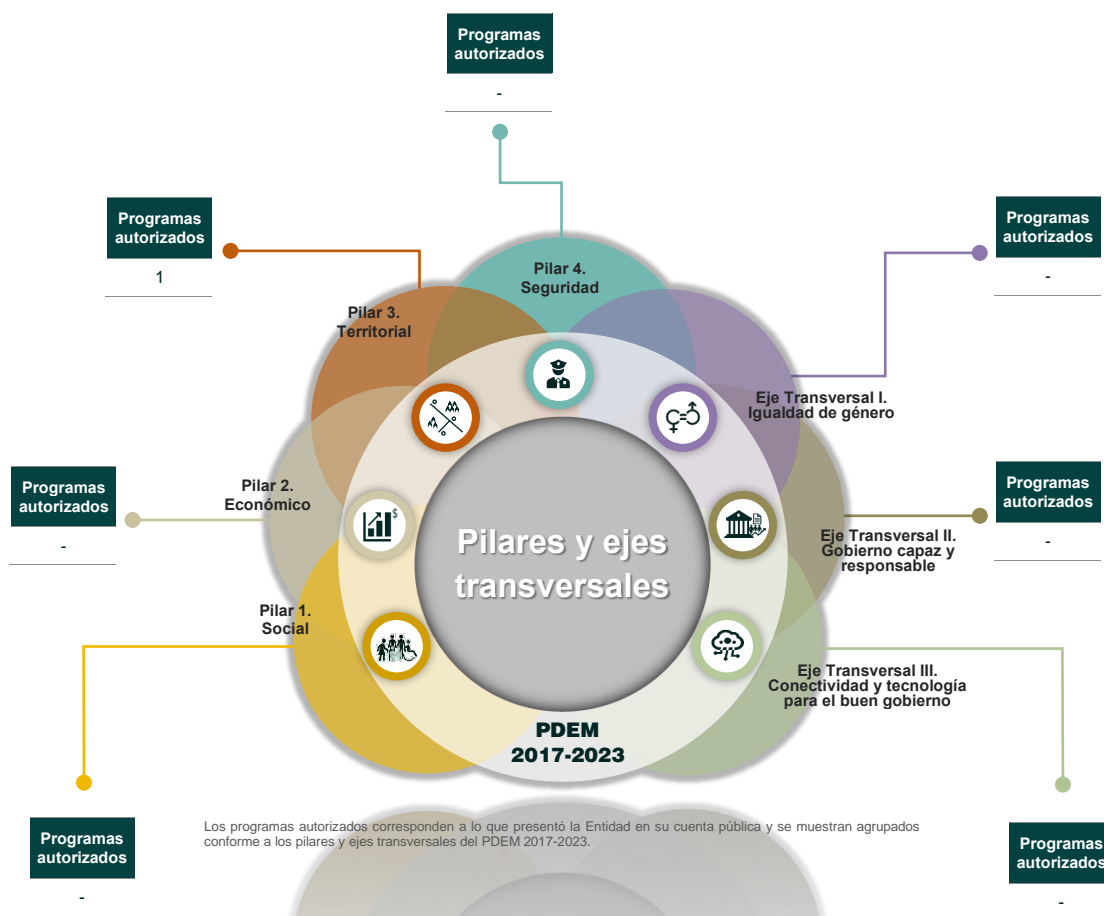 Programas
autorizados
-
Programas
autorizados
1
Programas
autorizados
-
Pilar 4.
Seguridad
Pilar 3.
Territorial
Eje Transversal I.
Igualdad de género
Programas
autorizados
-
Pilar 2.
Económico
$
Programas
autorizados
-
Pilares y ejes
transversales
Eje Transversal II.
Gobierno capaz y
responsable
Pilar 1.
Social
Eje Transversal III.
Conectividad y tecnología
para el buen gobierno
PDEM
2017-2023
Programas
autorizados
-
Los programas autorizados corresponden a lo que presentó la Entidad en su cuenta pública y se muestran agrupados
conforme a los pilares y ejes transversales del PDEM 2017-2023.
Programas
autorizados
-